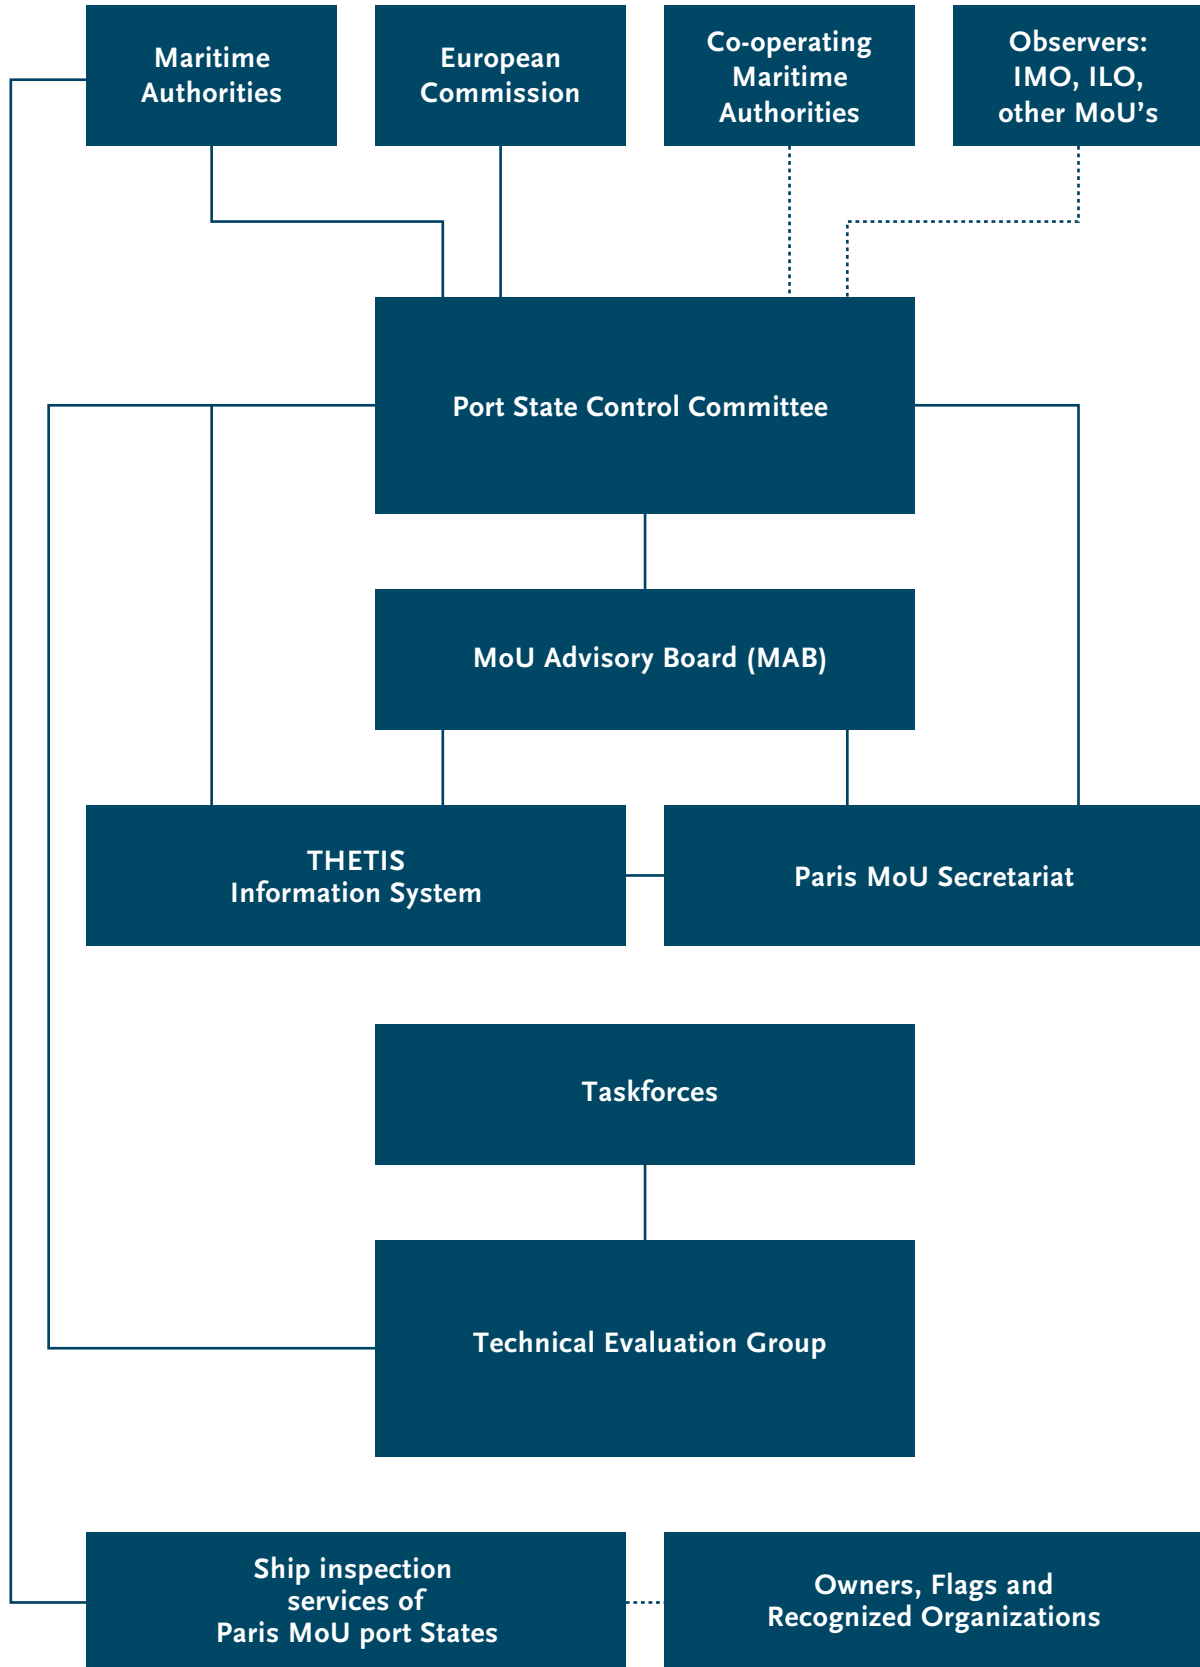 Maritime
Authorities
European
Commission
Co-operating
Maritime
Authorities
Observers:
IMO, ILO,
other MoU’s
Port State Control Committee
MoU Advisory Board (MAB)
THETIS
Information System
Paris MoU Secretariat
Taskforces
Technical Evaluation Group
Ship inspection
services of
Paris MoU port States
Owners, Flags and
Recognized Organizations